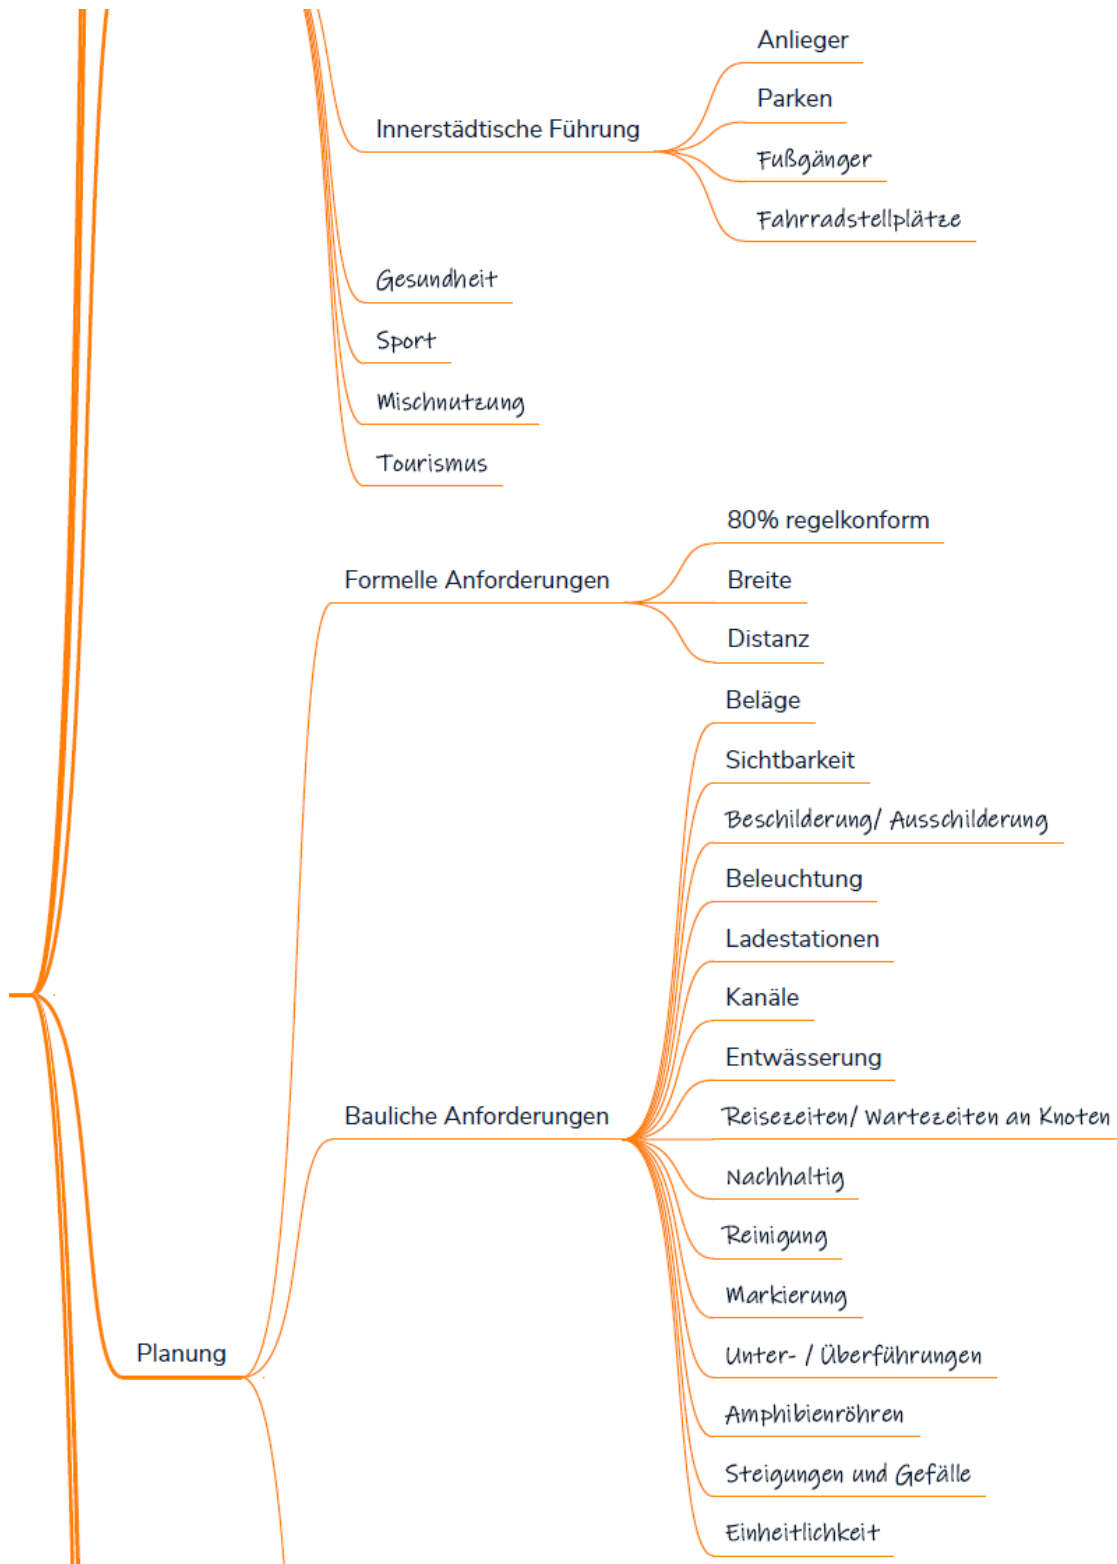 Anlieger
Parken
Innerstädtische Führung
Fußgänger
Fahrradstellplätze
Gesundheit
Sport
Mischnutzung
Tourismus
80% regelkonform
Formelle Anforderungen
Breite
Distanz
Beläge
Sichtbarkeit
Beschilderung/ Ausschilderung
Beleuchtung
Ladestationen
Kanäle
Entwässerung
Bauliche Anforderungen
Reisezeiten/ Wartezeiten an Knoten
Nachhaltig
Reinigung
Markierung
Planung
Unter- / Überführungen
Amphibienröhren
Steigungen und Gefälle
Einheitlichkeit